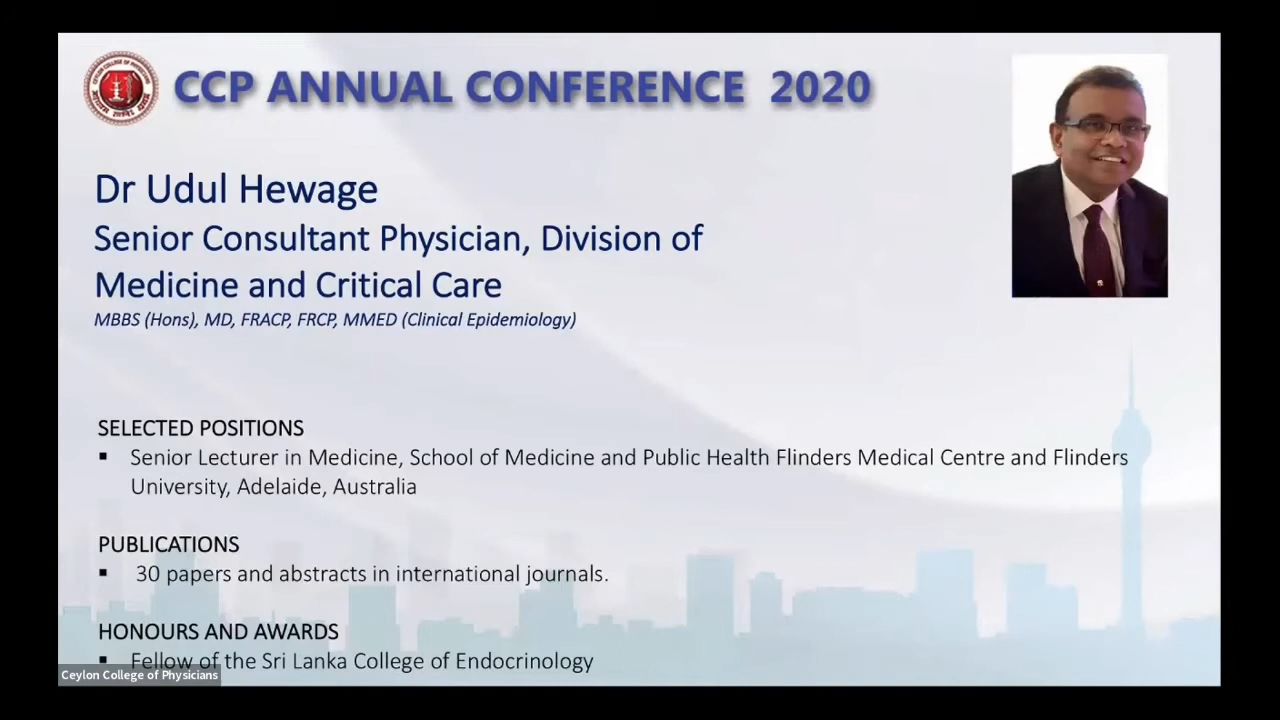 CCP ANNUAL CONFERENCE 2020
Dr Udul Hewage
Senior Consultant Physician, Division of
Medicine and Critical Care
MBBS (Hons), MD, FRACP, FRCP, MMED (Clinical Epidemiology)
SELECTED POSITIONS
▪ Senior Lecturer in Medicine, School of Medicine and Public Health Flinders Medical Centre and Flinders
University, Adelaide, Australia
PUBLICATIONS
▪ 30 papers and abstracts in international journals.
HONOURS AND AWARDS
▪ Fellow of the Sri Lanka College of Endocrinology
Ceylon College of Physicians